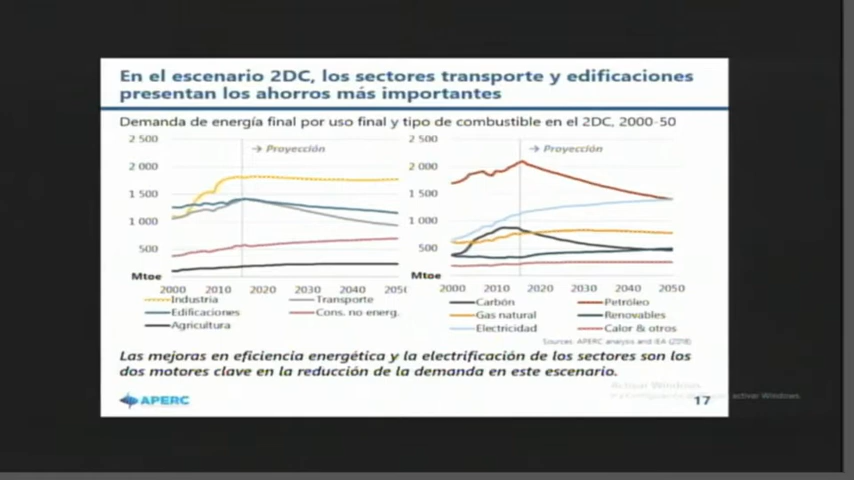 En el escenario 2DC, los sectores transporte y edificaciones
presentan los ahorros más importantes
Demanda de energía final por uso final y tipo de combustible en el 2DC, 2000-50
2 500
2 000
1 500
1 000
500
Mtoe
→ Proyección
2000 2010 2020 2030 2040 205
Industria
Transporte
Edificaciones
Cons. no energ.
Agricultura
2 500
2 000
1 500
1 000
500
Mtoe
→ Proyección
2000 2010 2020 2030 2040 2050
Carbón
Petróleo
Gas natural
Renovables
Electricidad
Calor & otros
Sources: APERC analysis and IEA (2018)
Las mejoras en eficiencia energética y la electrificación de los sectores son los
dos motores clave en la reducción de la demanda en este escenario.
APERC
17
Activar Windows
activar Windows.